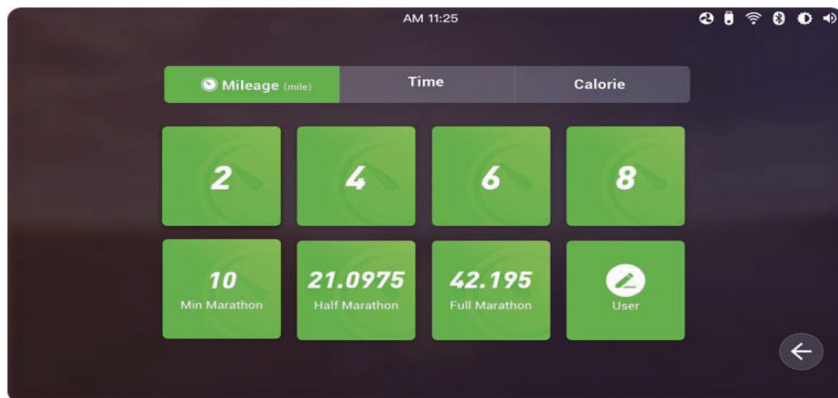 AM 11:25
Mileage (mile)
Time
Calorie
2
4
6
8
10
Min Marathon
21.0975
Half Marathon
42.195
Full Marathon
User